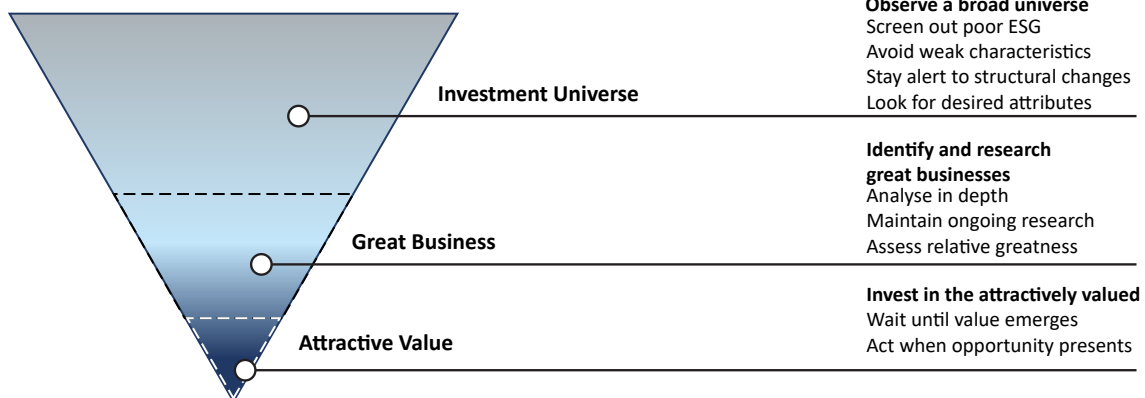 Observe a broad universe
Screen out poor ESG
Avoid weak characteristics
Stay alert to structural changes
Look for desired attributes
Investment Universe
Identify and research
great businesses
Analyse in depth
Maintain ongoing research
Assess relative greatness
Great Business
Invest in the attractively valued
Wait until value emerges
Act when opportunity presents
Attractive Value